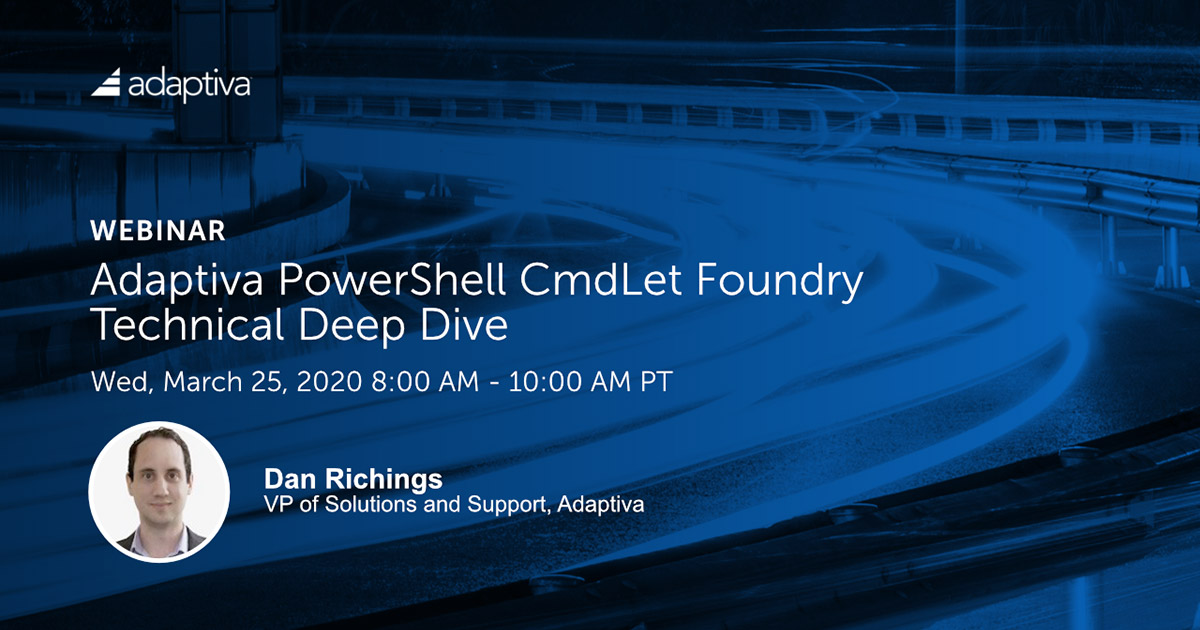 adaptiva
WEBINAR
Adaptiva PowerShell CmdLet Foundry
Technical Deep Dive
Wed, March 25, 2020 8:00 AM - 10:00 AM PT
Dan Richings
VP of Solutions and Support, Adaptiva